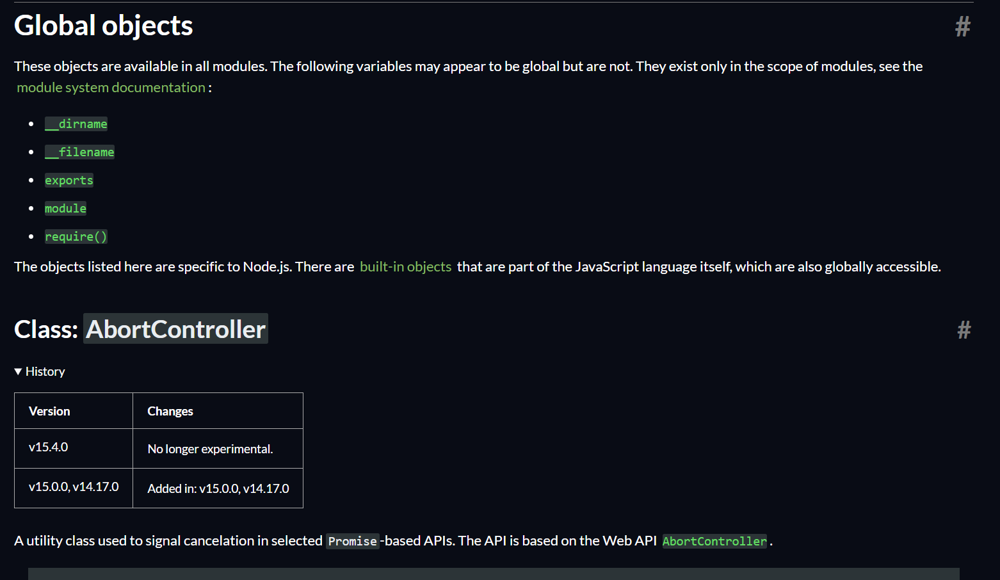 Global objects
#
These objects are available in all modules. The following variables may appear to be global but are not. They exist only in the scope of modules, see the
module system documentation :
__dirname
__filename
exports
module
require()
The objects listed here are specific to Node.js. There are built-in objects that are part of the JavaScript language itself, which are also globally accessible.
Class: AbortController
#
▼ History
Version Changes
v15.4.0 No longer experimental.
v15.0.0, v14.17.0 Added in: v15.0.0, v14.17.0
A utility class used to signal cancelation in selected Promise-based APIs. The API is based on the Web API AbortController .